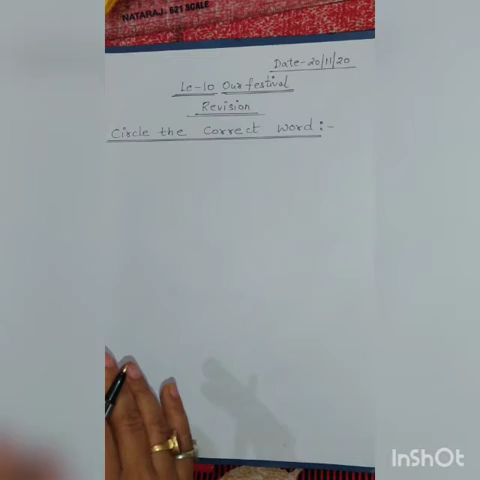 NATARAJ. 621 SCALE
Date-20/11/20
Le-10 Our festival
Revision
Circle the Correct Word:-
InShOt